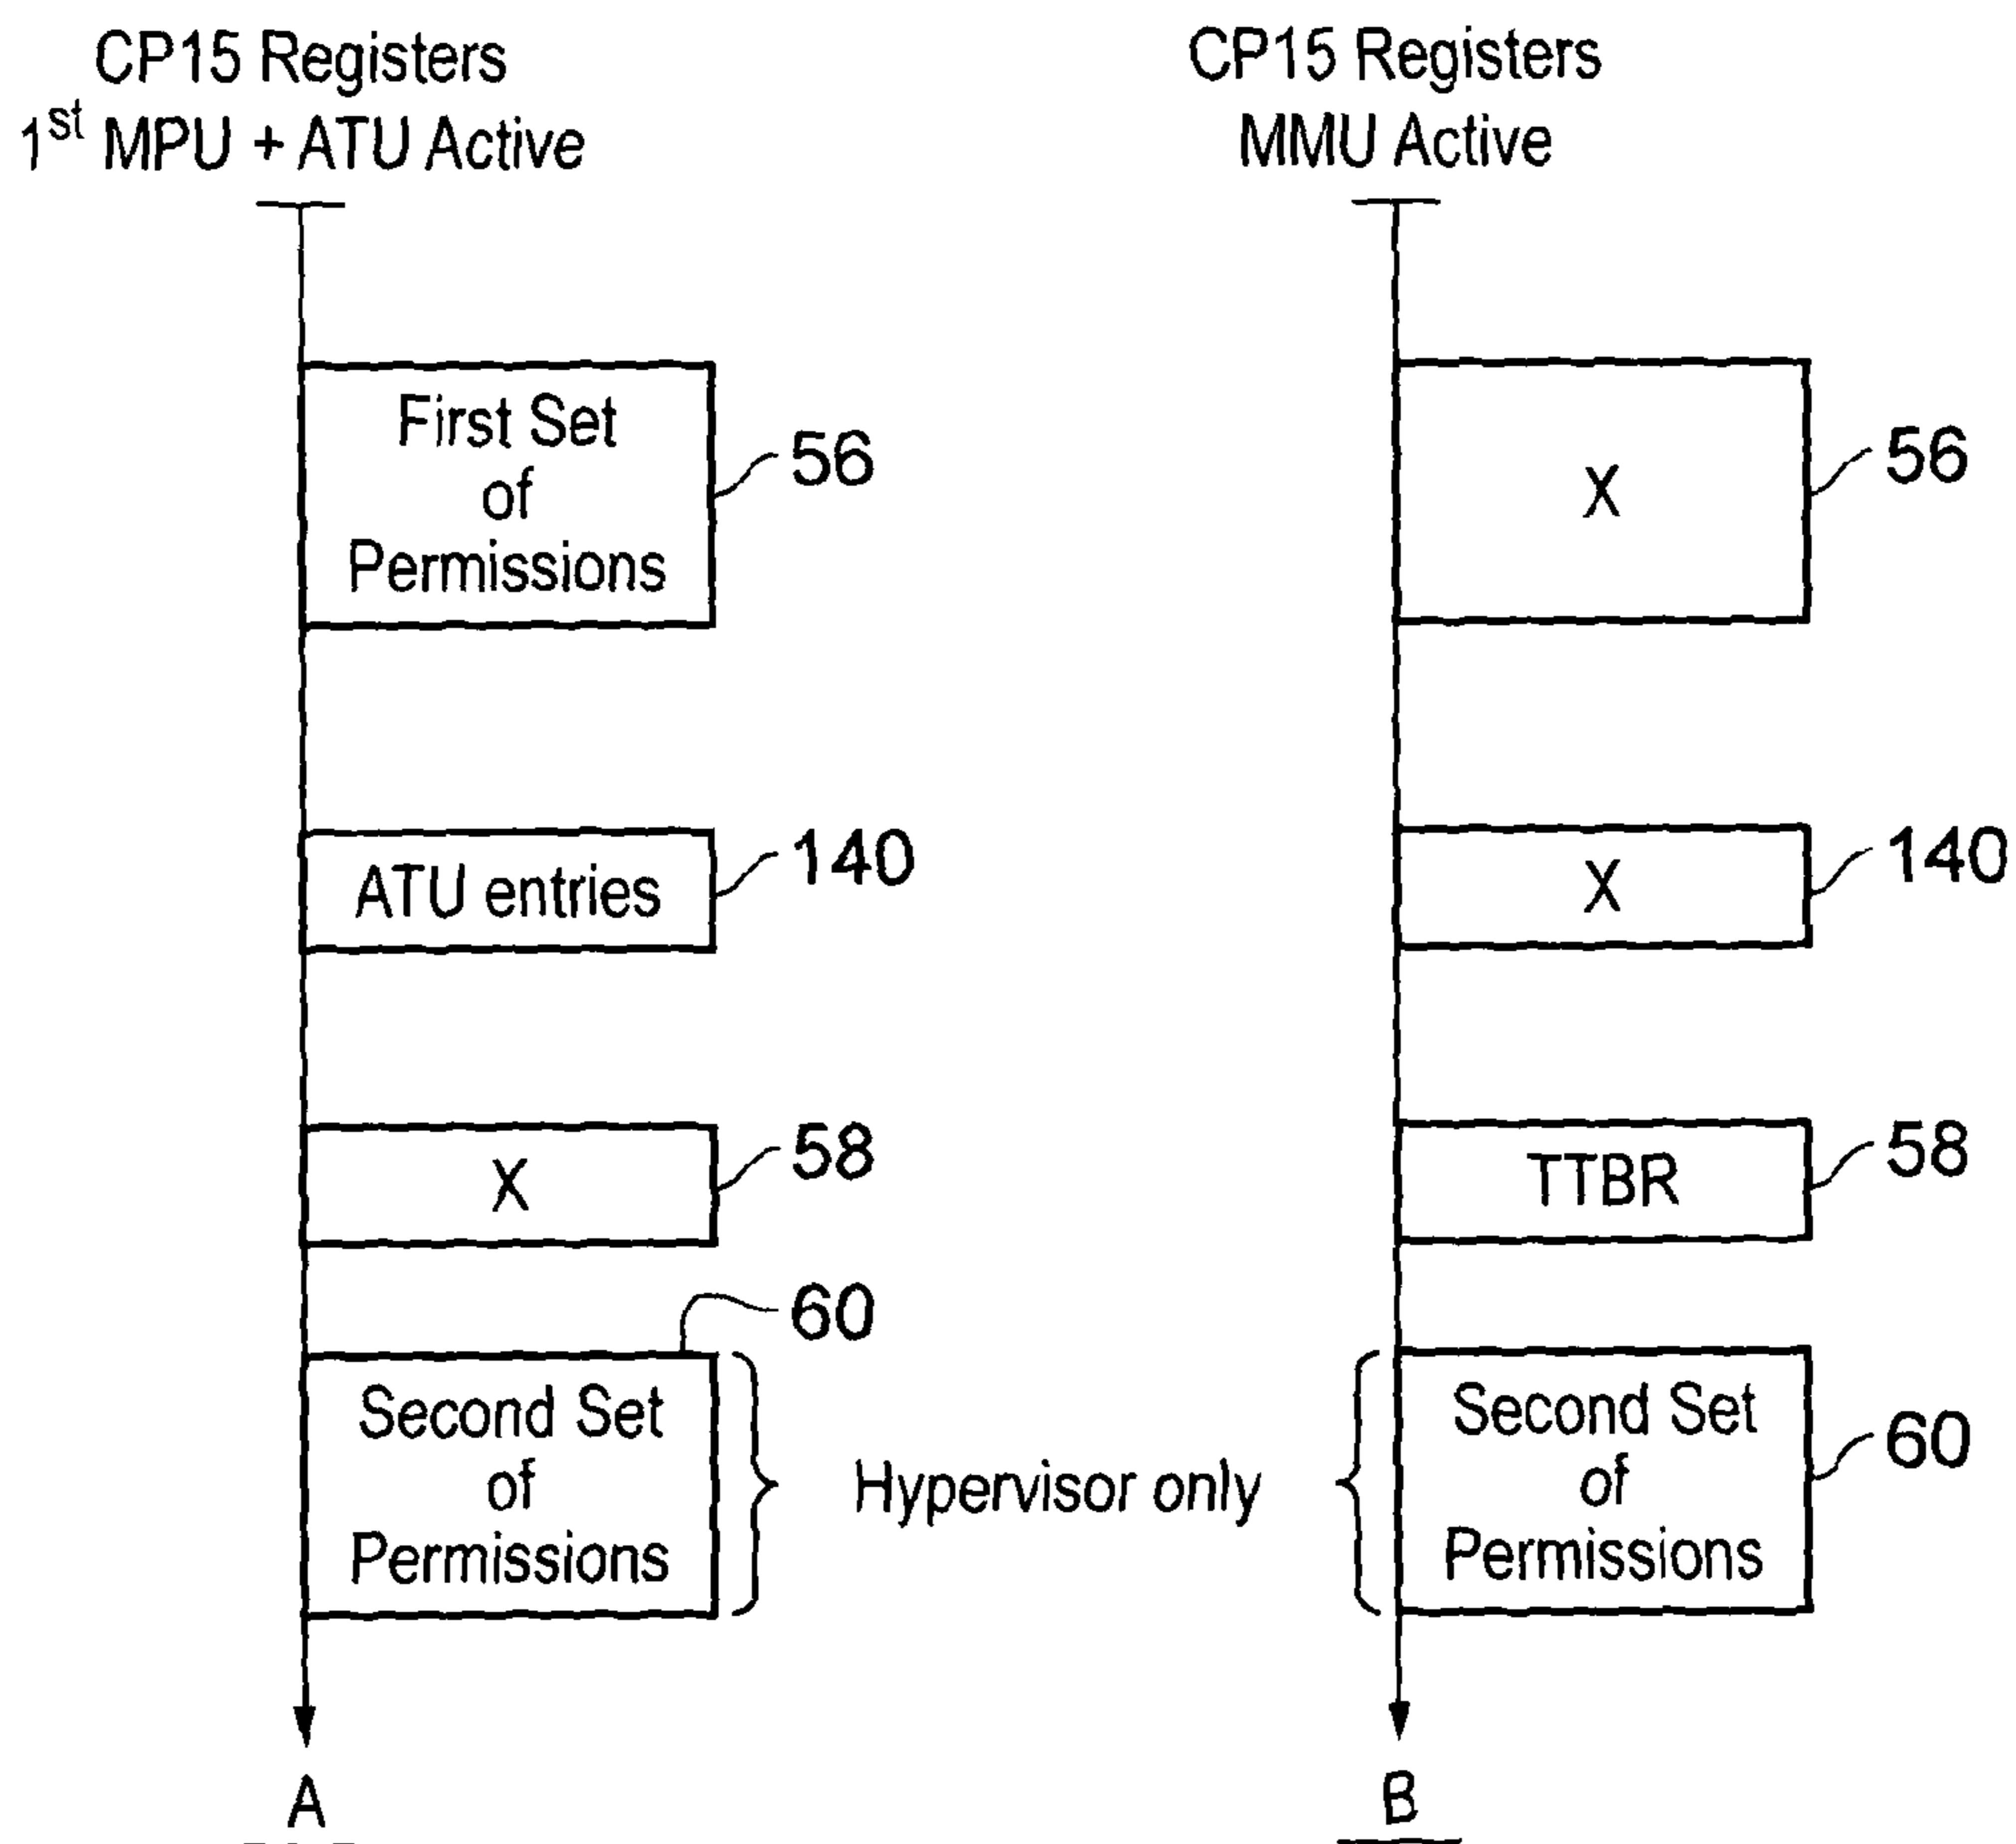 CP15 Registers
1st MPU + ATU Active
First Set
of
Permissions
56
ATU entries
140
X
58
60
Second Set
of
Permissions
Hypervisor only
A
CP15 Registers
MMU Active
X
56
X
140
TTBR
58
Second Set
of
Permissions
60
B